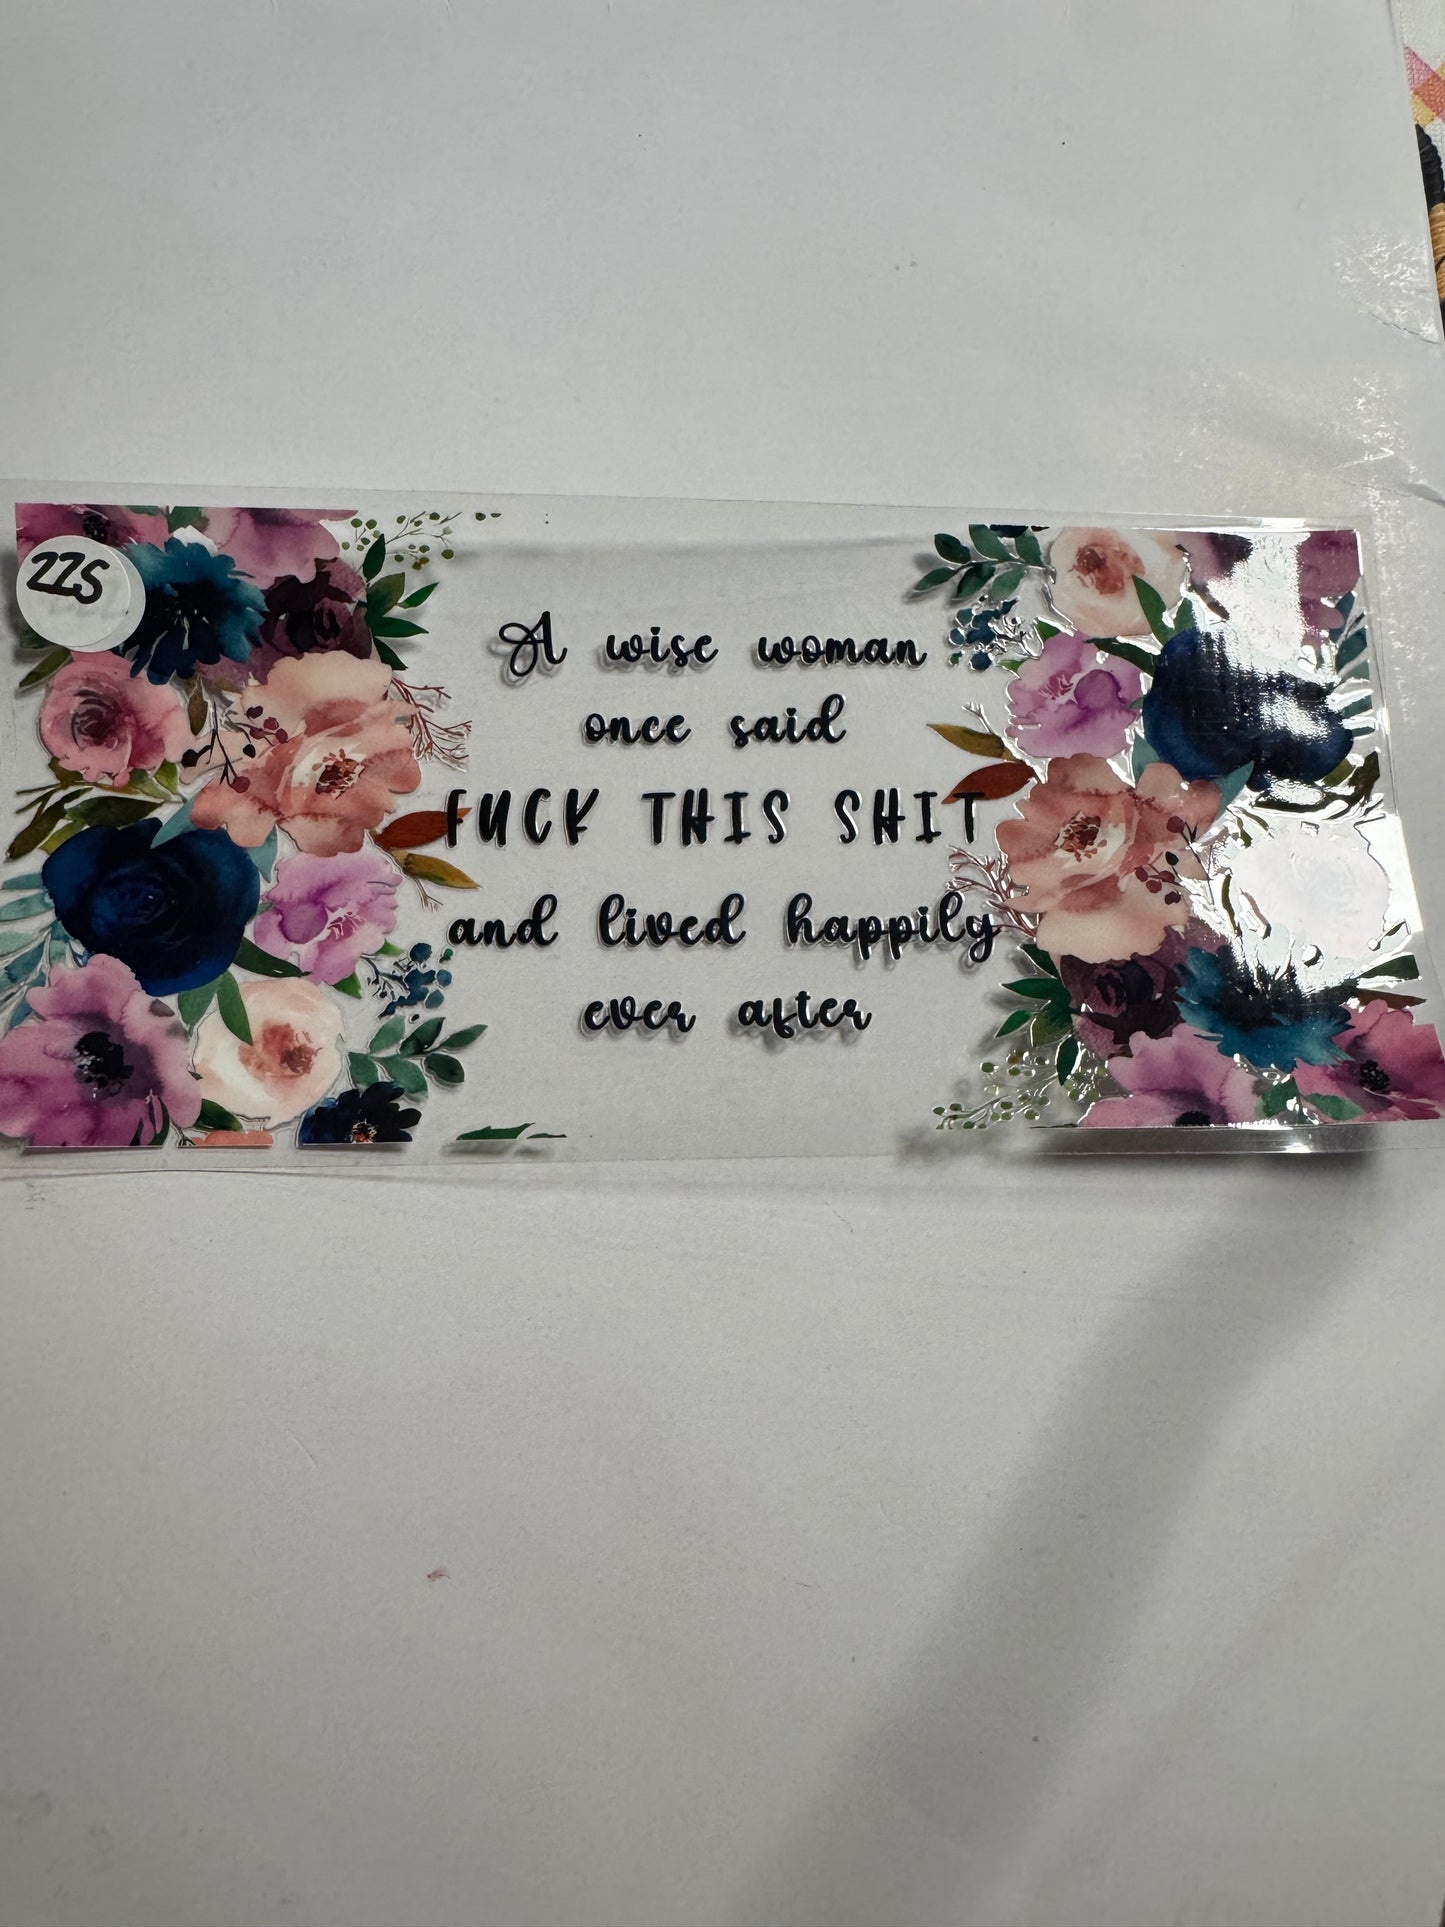 225
A wise woman
once said
FUCK THIS SHIT
and lived happily
ever after